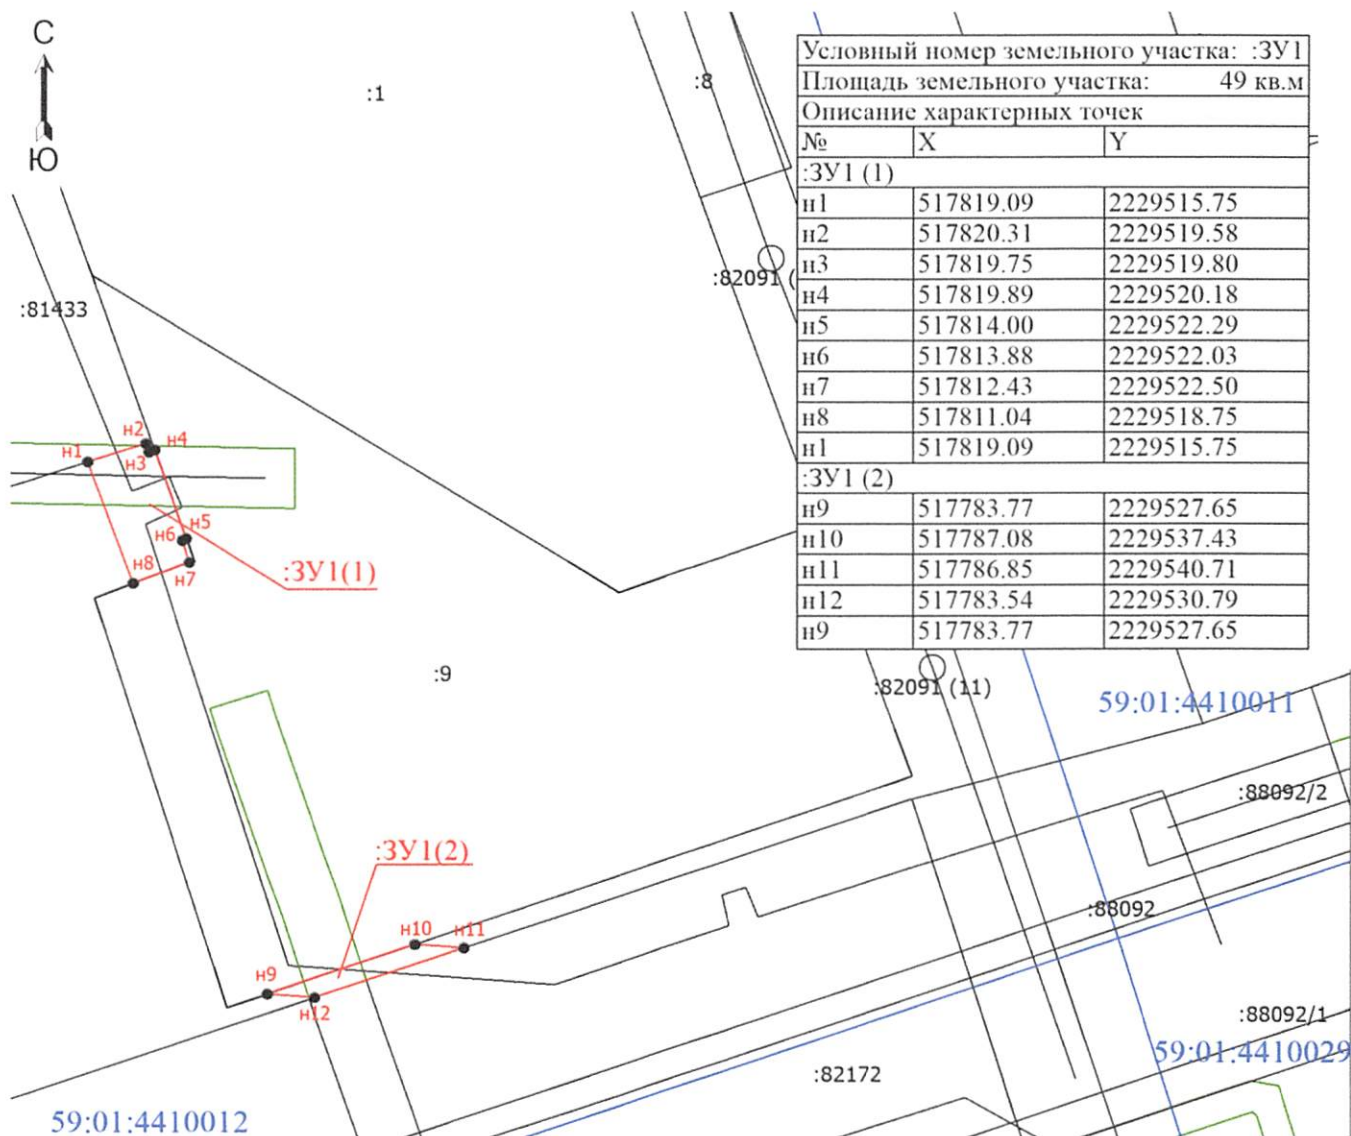 С
Ю
:1
:8
:81433
:82091 (
Условный номер земельного участка: :ЗУ1
Площадь земельного участка: 49 кв.м
Описание характерных точек
№ X Y
:ЗУ1 (1)
н1 517819.09 2229515.75
н2 517820.31 2229519.58
н3 517819.75 2229519.80
н4 517819.89 2229520.18
н5 517814.00 2229522.29
н6 517813.88 2229522.03
н7 517812.43 2229522.50
н8 517811.04 2229518.75
н1 517819.09 2229515.75
:ЗУ1 (2)
н9 517783.77 2229527.65
н10 517787.08 2229537.43
н11 517786.85 2229540.71
н12 517783.54 2229530.79
н9 517783.77 2229527.65
н1
н2
н3
н4
н5
н6
н7
н8
:ЗУ1(1)
:9
:82091 (11)
59:01:4410011
:88092/2
:ЗУ1(2)
:88092
н10
н11
н9
н12
:88092/1
59:01:4410029
:82172
59:01:4410012